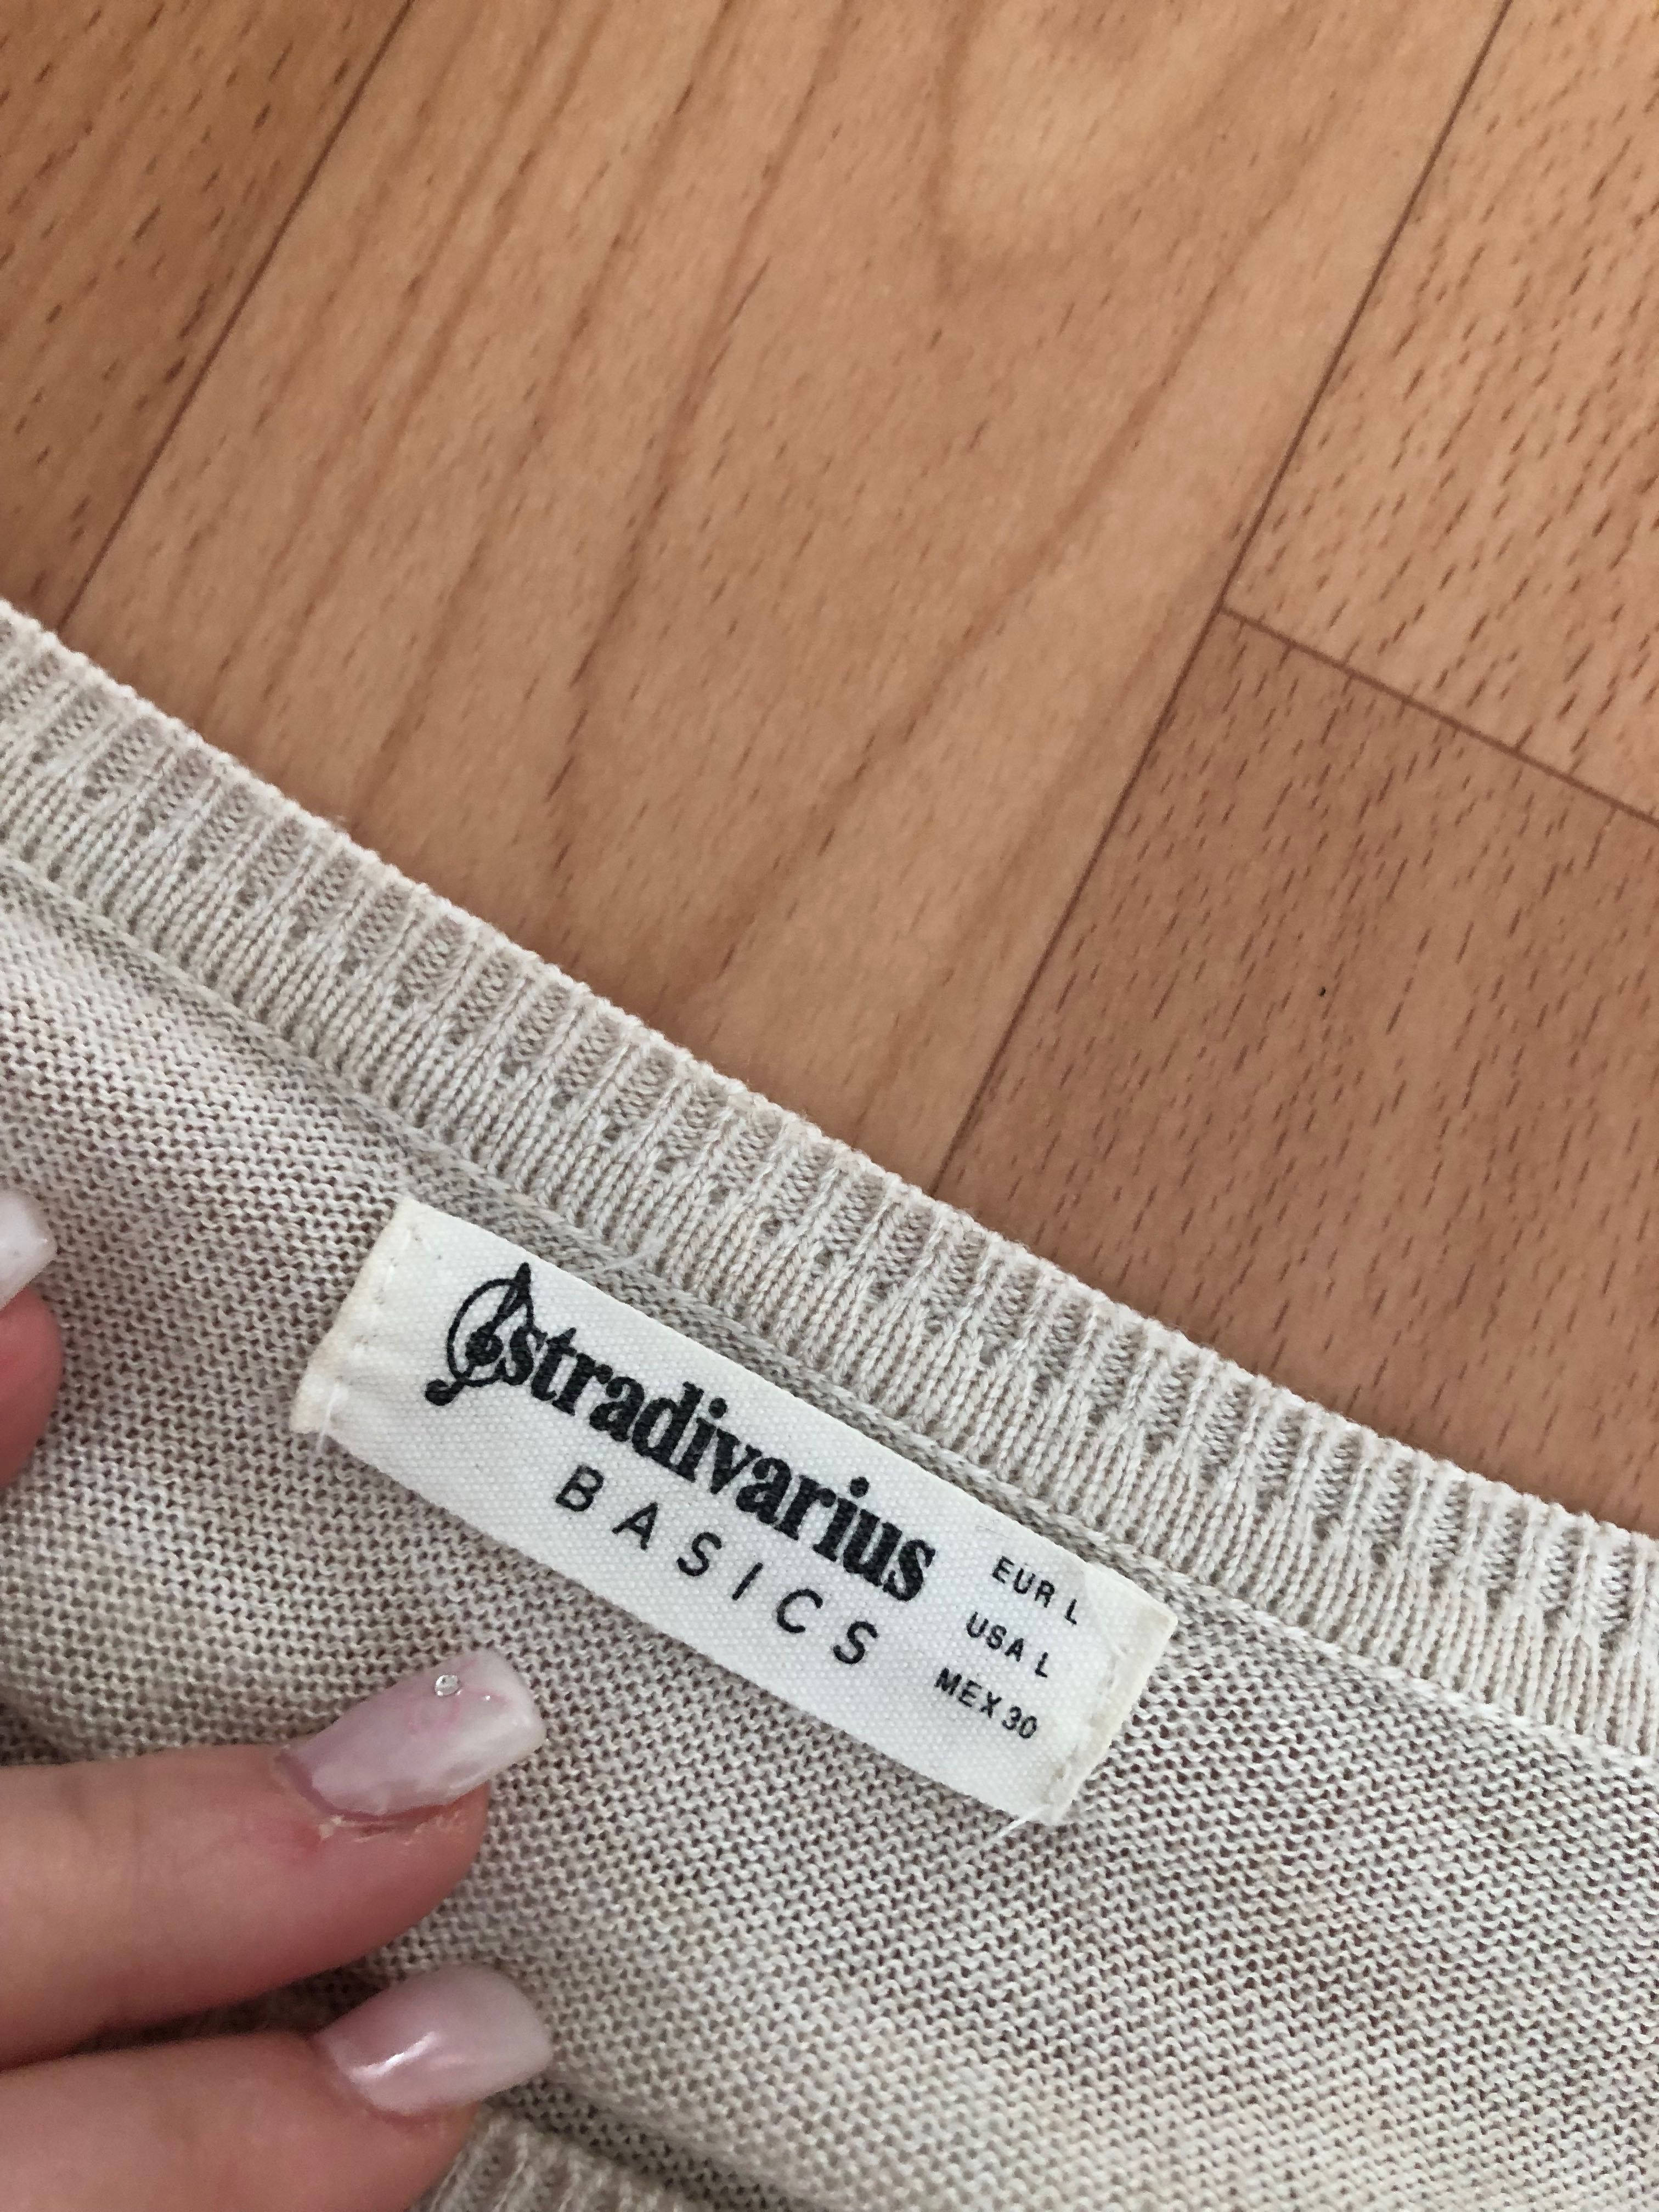 stradivarius
BASICS
EUR L
USA L
MEX 30